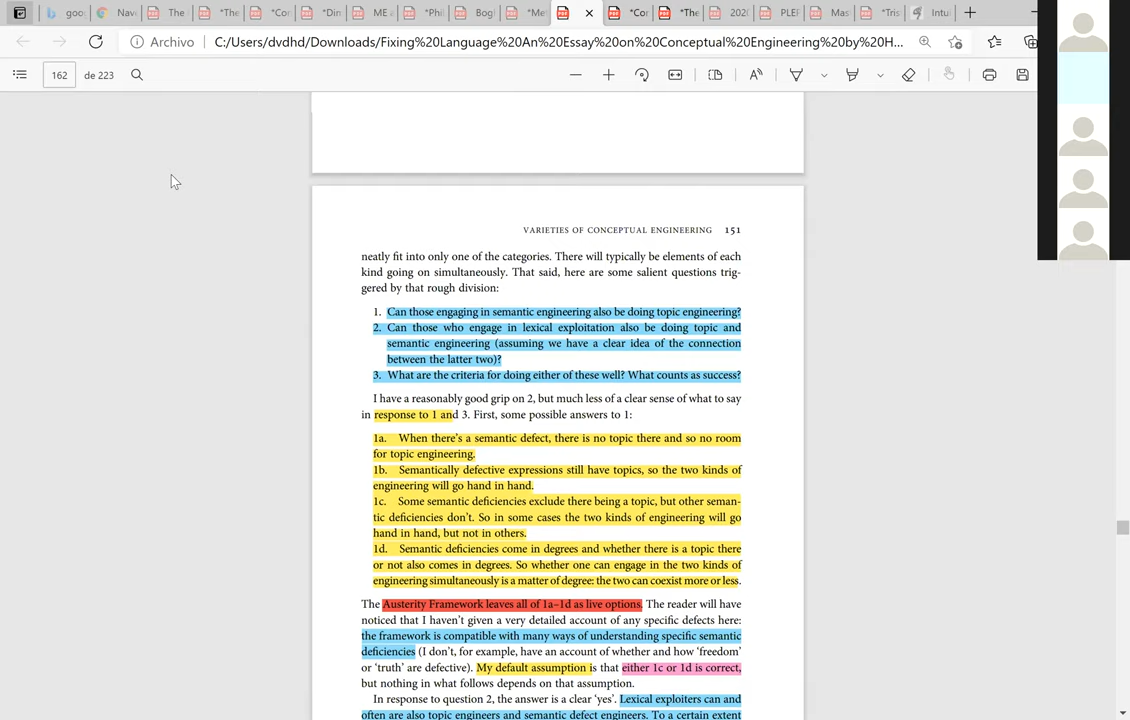 goo
Nav
The
*The
*Cor
*Din
ME a
*Phi
Bogl
*Met
*Cor
*The
2020
PLEF
Mas
*Tris
Intu
Archivo
C:/Users/dvdhd/Downloads/Fixing%20Language%20An%20Essay%20on%20Conceptual%20Engineering%20by%20H...
162 de 223
VARIETIES OF CONCEPTUAL ENGINEERING 151
neatly fit into only one of the categories. There will typically be elements of each
kind going on simultaneously. That said, here are some salient questions trig-
gered by that rough division:
1. Can those engaging in semantic engineering also be doing topic engineering?
2. Can those who engage in lexical exploitation also be doing topic and
semantic engineering (assuming we have a clear idea of the connection
between the latter two)?
3. What are the criteria for doing either of these well? What counts as success?
I have a reasonably good grip on 2, but much less of a clear sense of what to say
in response to 1 and 3. First, some possible answers to 1:
1a. When there's a semantic defect, there is no topic there and so no room
for topic engineering.
1b. Semantically defective expressions still have topics, so the two kinds of
engineering will go hand in hand.
1c. Some semantic deficiencies exclude there being a topic, but other seman-
tic deficiencies don't. So in some cases the two kinds of engineering will go
hand in hand, but not in others.
1d. Semantic deficiencies come in degrees and whether there is a topic there
or not also comes in degrees. So whether one can engage in the two kinds of
engineering simultaneously is a matter of degree: the two can coexist more or less.
The Austerity Framework leaves all of 1a–1d as live options. The reader will have
noticed that I haven't given a very detailed account of any specific defects here:
the framework is compatible with many ways of understanding specific semantic
deficiencies (I don't, for example, have an account of whether and how 'freedom'
or 'truth' are defective). My default assumption is that either 1c or 1d is correct,
but nothing in what follows depends on that assumption.
In response to question 2, the answer is a clear 'yes'. Lexical exploiters can and
often are also topic engineers and semantic defect engineers. To a certain extent